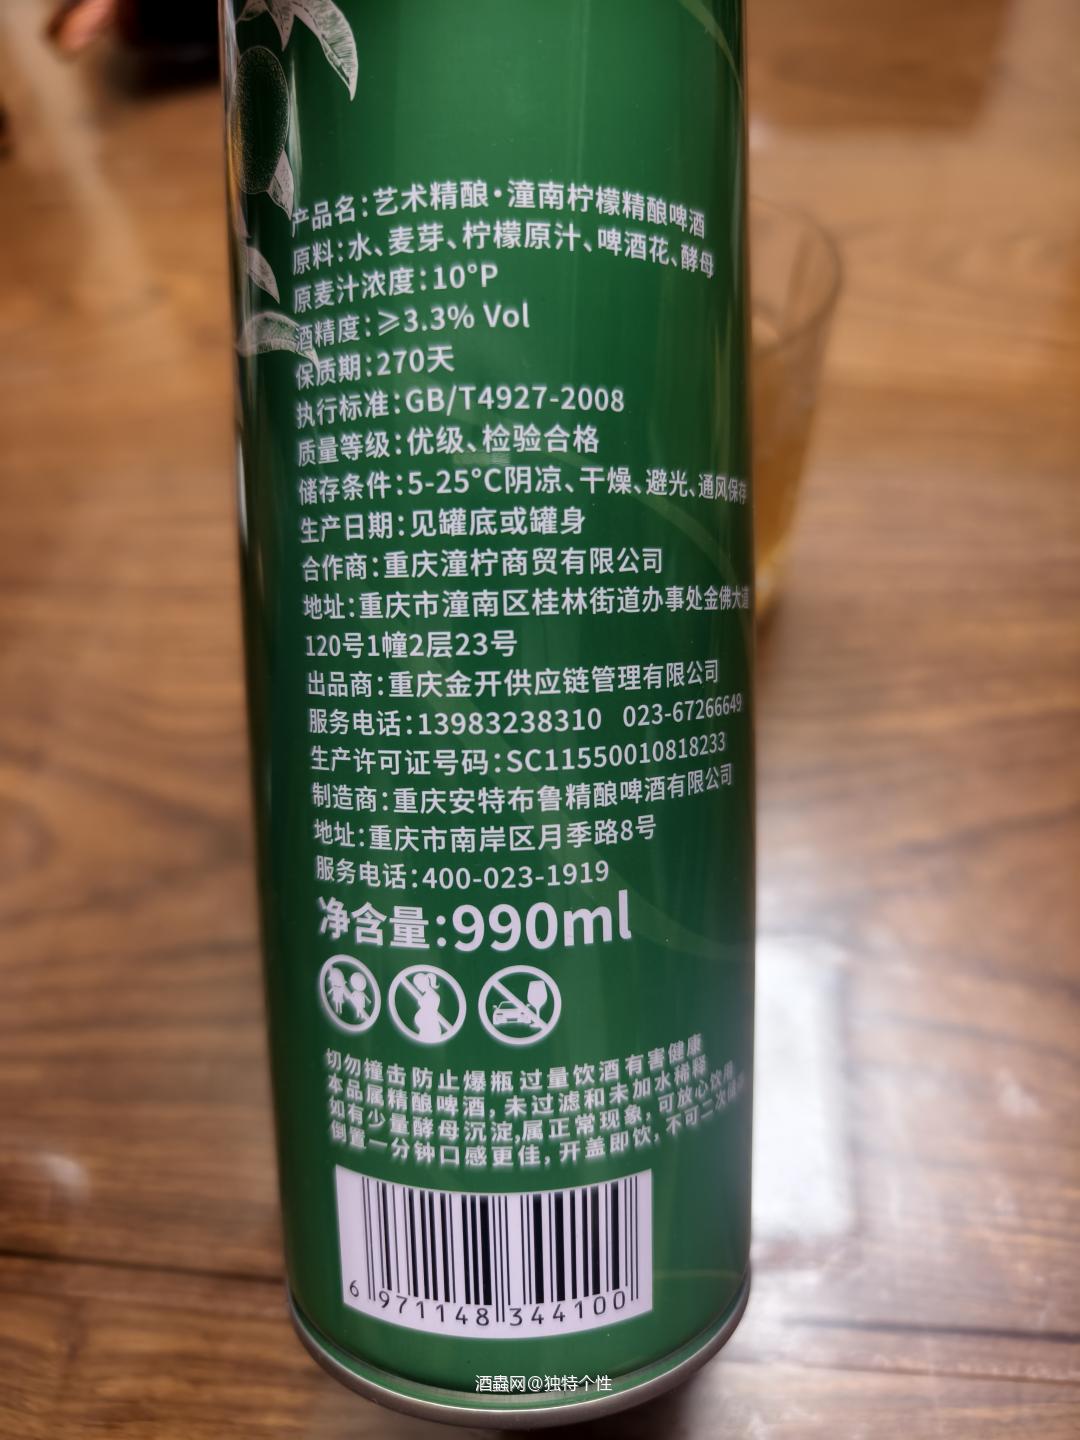 产品名:艺术精酿·潼南柠檬精酿啤酒
原料:水、麦芽、柠檬原汁、啤酒花、酵母
原麦汁浓度:10°P
酒精度:≥3.3% Vol
保质期:270天
执行标准:GB/T4927-2008
质量等级:优级、检验合格
储存条件:5-25°C阴凉、干燥、避光、通风保存
生产日期:见罐底或罐身
合作商:重庆潼柠商贸有限公司
地址:重庆市潼南区桂林街道办事处金佛大道
120号1幢2层23号
出品商:重庆金开供应链管理有限公司
服务电话:13983238310 023-67266649
生产许可证号码:SC11550010818233
制造商:重庆安特布鲁精酿啤酒有限公司
地址:重庆市南岸区月季路8号
服务电话:400-023-1919
净含量:990ml
切勿撞击防止爆瓶 过量饮酒有害健康
本品属精酿啤酒,未过滤和未加水稀释
如有少量酵母沉淀,属正常现象,可放心饮用
倒置一分钟口感更佳,开盖即饮,不可二次
6 971148 344100
酒蟲网@独特个性